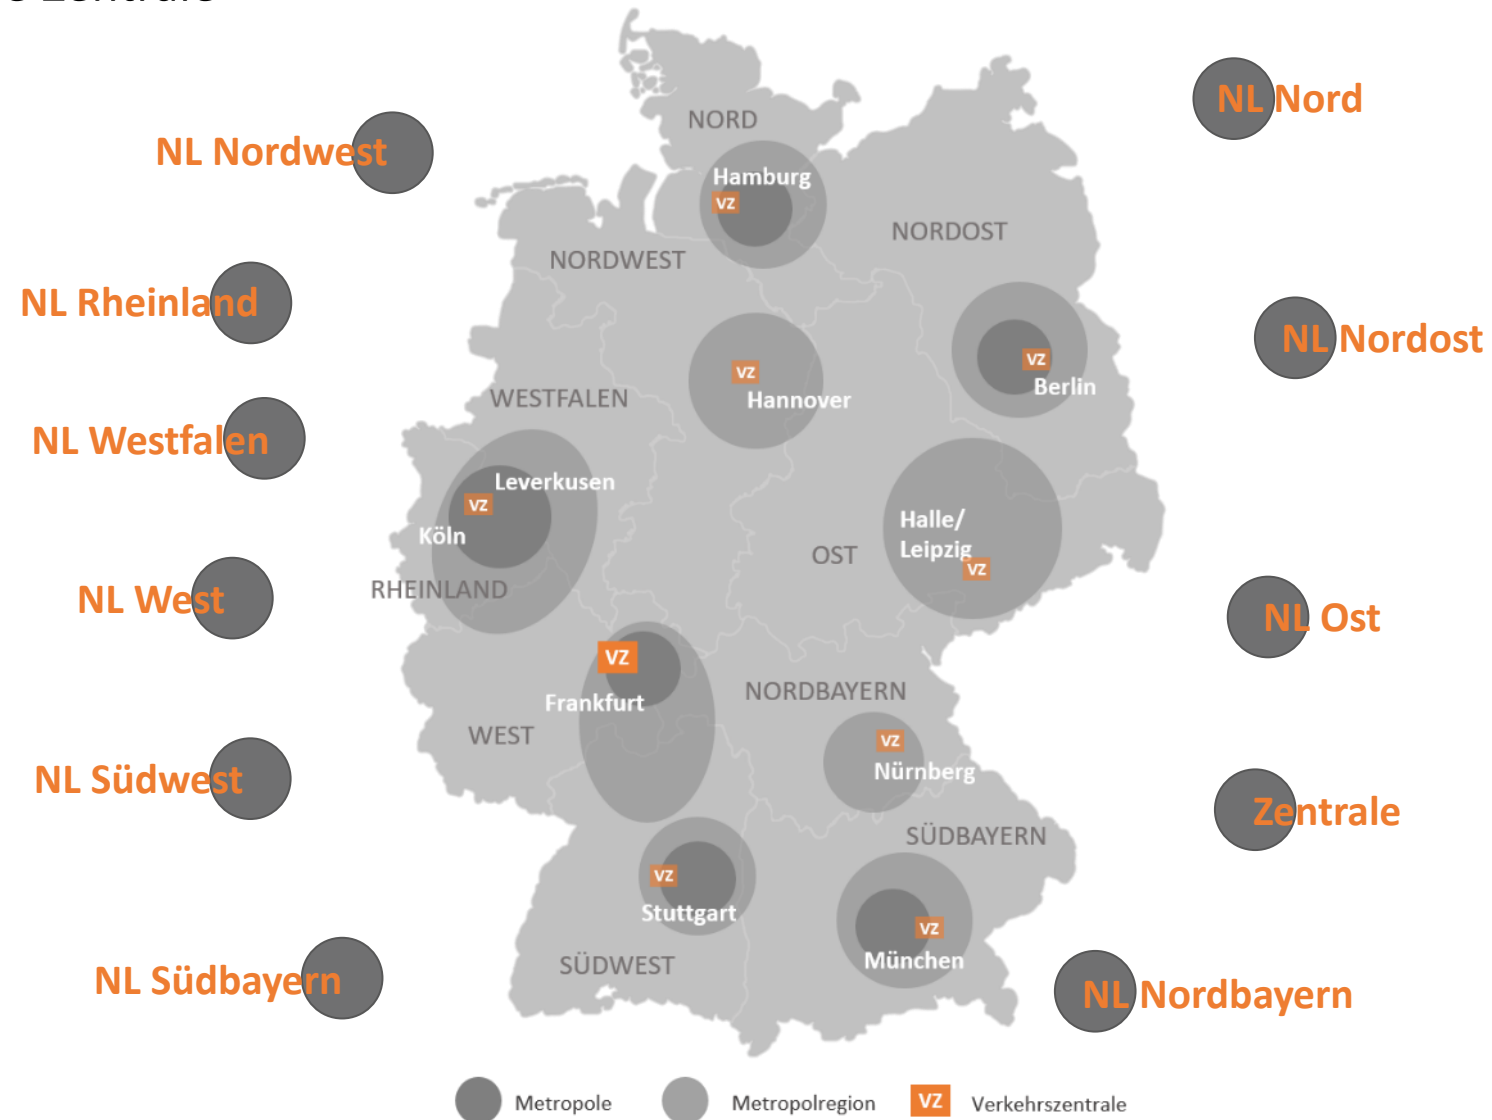 Zentrale
NL Nord
NORD
NL Nordwest
Hamburg
VZ
NORDOST
NORDWEST
NL Rheinland
NL Nordost
VZ
VZ
Berlin
WESTFALEN
Hannover
NL Westfalen
Leverkusen
VZ
Halle/
Köln
Leipzig
OST
VZ
RHEINLAND
NL West
NL Ost
VZ
NORDBAYERN
Frankfurt
WEST
VZ
Nürnberg
NL Südwest
Zentrale
SÜDBAYERN
VZ
Stuttgart
VZ
München
SÜDWEST
NL Südbayern
NL Nordbayern
Metropole
Metropolregion
VZ
Verkehrszentrale